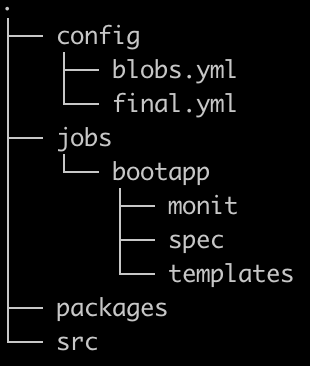 .
config
blobs.yml
final.yml
jobs
bootapp
monit
spec
templates
packages
src